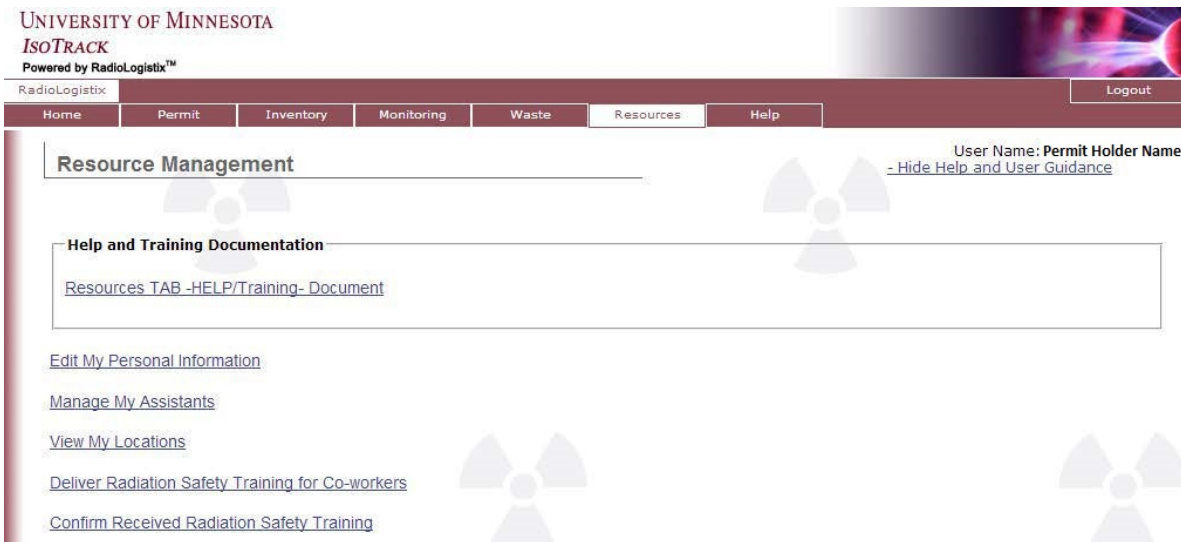 UNIVERSITY OF MINNESOTA
ISOTRACK
Powered by RadioLogistix™
RadioLogistix
Logout
Home Permit Inventory Monitoring Waste Resources Help
Resource Management
User Name: Permit Holder Name
- Hide Help and User Guidance
Help and Training Documentation
Resources TAB -HELP/Training- Document
Edit My Personal Information
Manage My Assistants
View My Locations
Deliver Radiation Safety Training for Co-workers
Confirm Received Radiation Safety Training